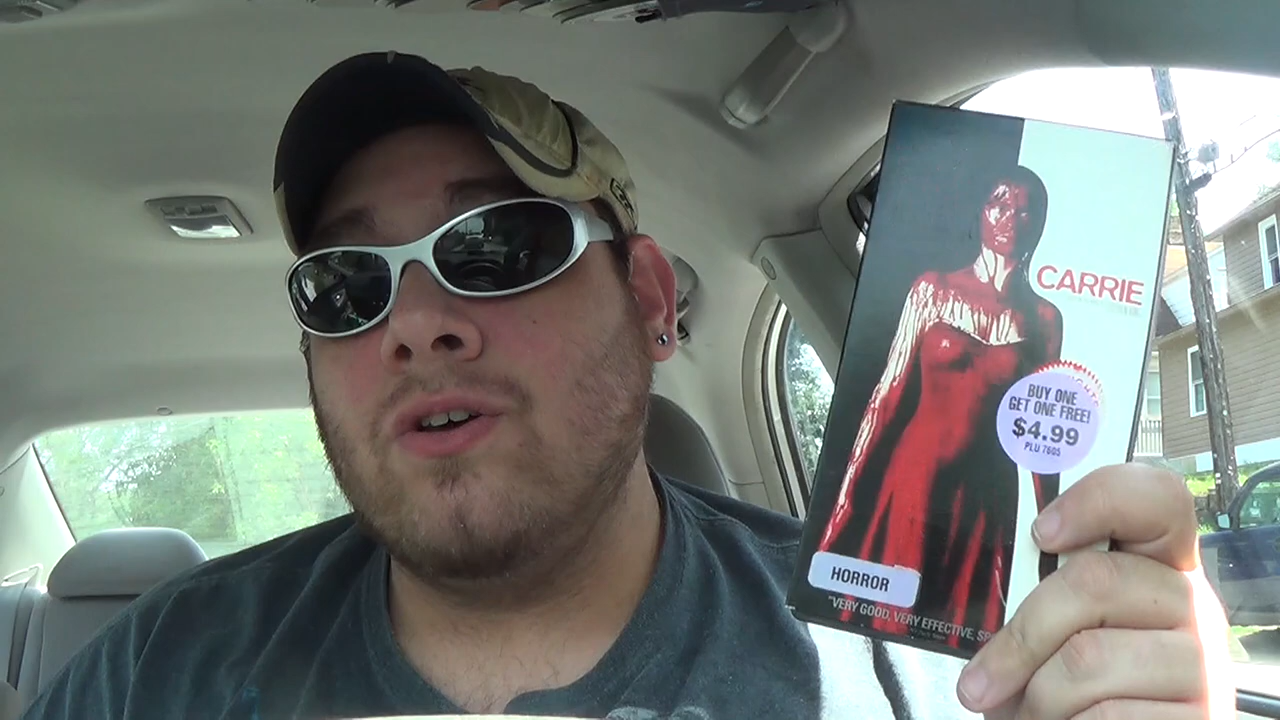 CARRIE
BUY ONE
GET ONE FREE!
$4.99
PLU 7605
HORROR
"VERY GOOD, VERY EFFECTIVE,